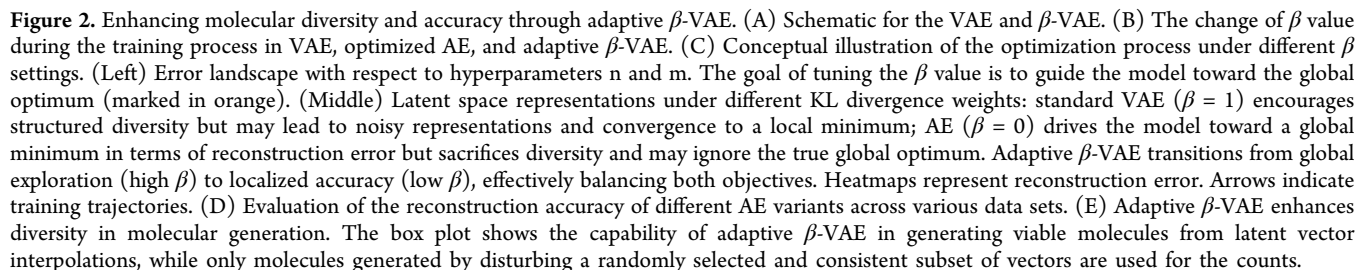 Figure 2. Enhancing molecular diversity and accuracy through adaptive β-VAE. (A) Schematic for the VAE and β-VAE. (B) The change of β value
during the training process in VAE, optimized AE, and adaptive β-VAE. (C) Conceptual illustration of the optimization process under different β
settings. (Left) Error landscape with respect to hyperparameters n and m. The goal of tuning the β value is to guide the model toward the global
optimum (marked in orange). (Middle) Latent space representations under different KL divergence weights: standard VAE (β = 1) encourages
structured diversity but may lead to noisy representations and convergence to a local minimum; AE (β = 0) drives the model toward a global
minimum in terms of reconstruction error but sacrifices diversity and may ignore the true global optimum. Adaptive β-VAE transitions from global
exploration (high β) to localized accuracy (low β), effectively balancing both objectives. Heatmaps represent reconstruction error. Arrows indicate
training trajectories. (D) Evaluation of the reconstruction accuracy of different AE variants across various data sets. (E) Adaptive β-VAE enhances
diversity in molecular generation. The box plot shows the capability of adaptive β-VAE in generating viable molecules from latent vector
interpolations, while only molecules generated by disturbing a randomly selected and consistent subset of vectors are used for the counts.